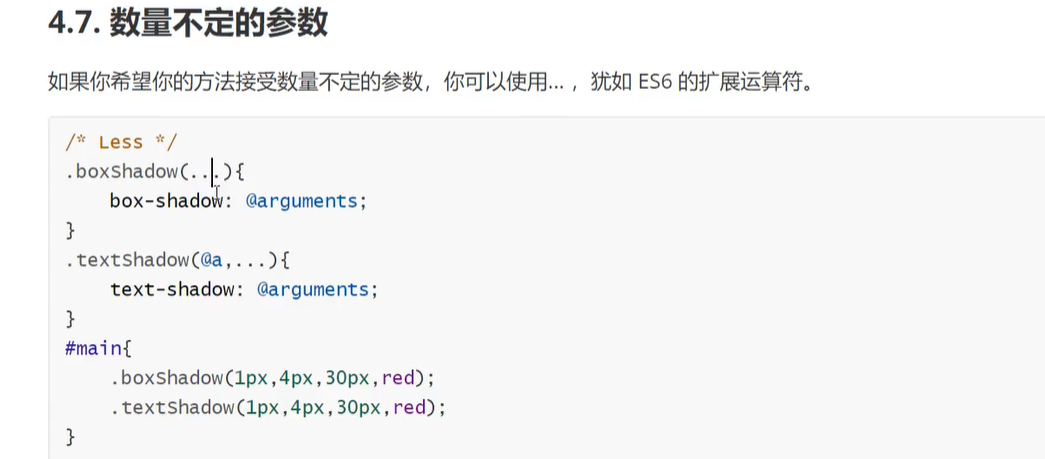 4.7. 数量不定的参数
如果你希望你的方法接受数量不定的参数，你可以使用... ，犹如 ES6 的扩展运算符。
/* Less */
.boxShadow(...){
    box-shadow: @arguments;
}
.textShadow(@a,...){
    text-shadow: @arguments;
}
#main{
    .boxShadow(1px,4px,30px,red);
    .textShadow(1px,4px,30px,red);
}